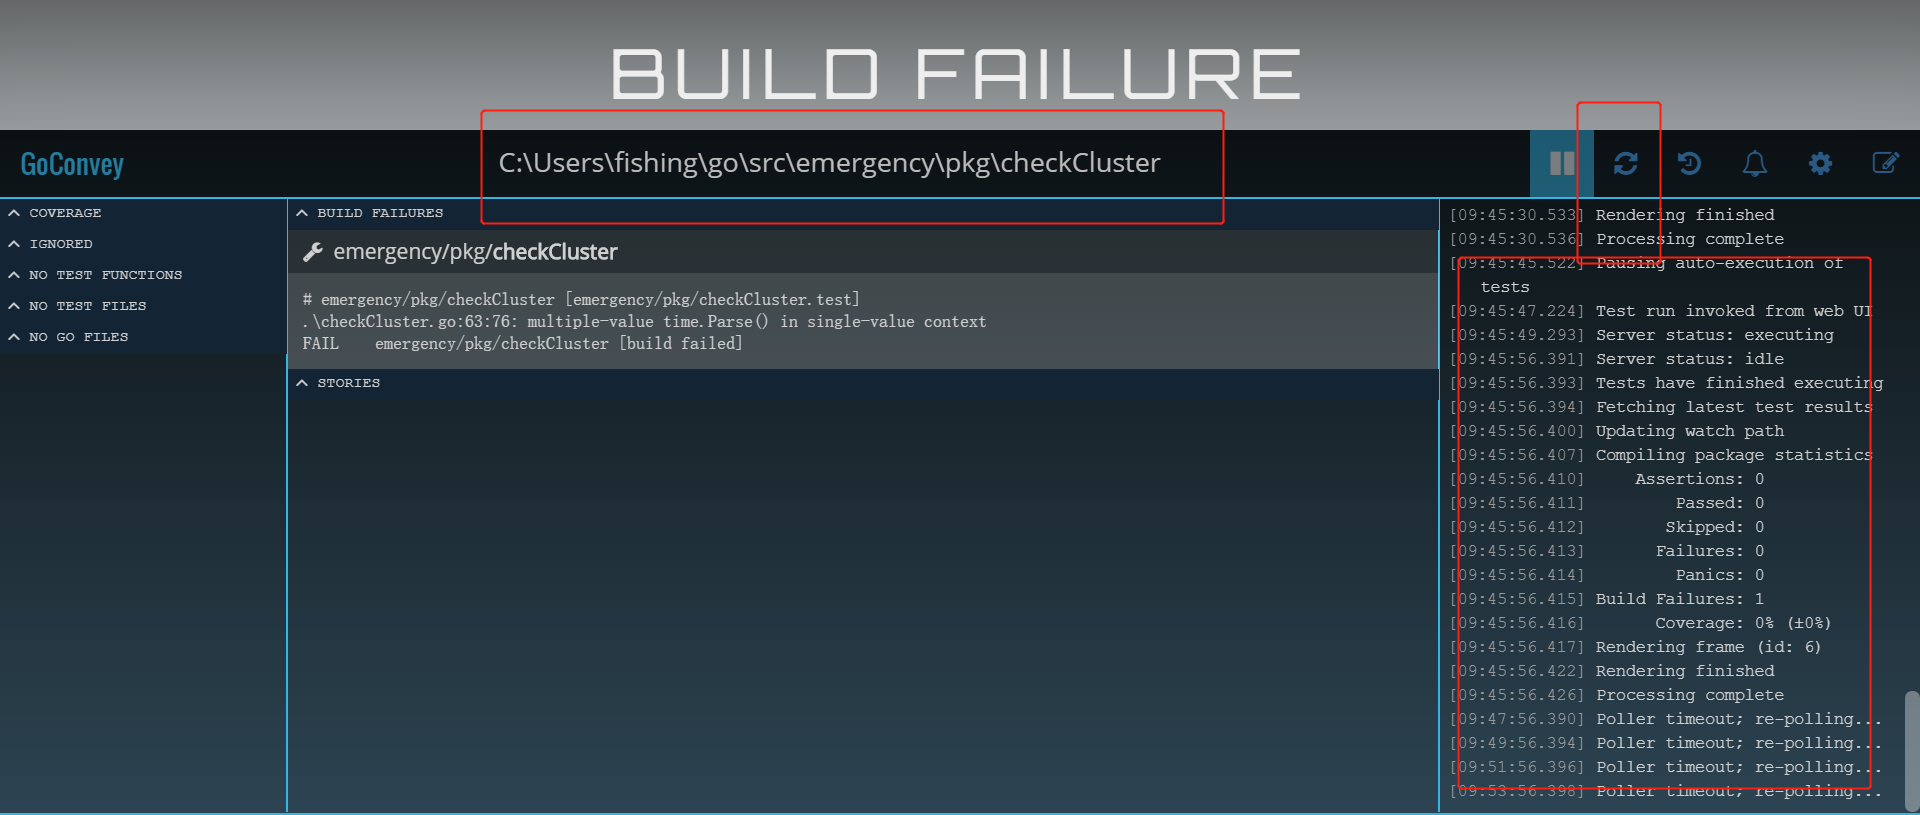 BUILD FAILURE
GoConvey
C:\Users\fishing\go\src\emergency\pkg\checkCluster
COVERAGE
IGNORED
NO TEST FUNCTIONS
NO TEST FILES
NO GO FILES
BUILD FAILURES
emergency/pkg/checkCluster
# emergency/pkg/checkCluster [emergency/pkg/checkCluster.test]
.\checkCluster.go:63:76: multiple-value time.Parse() in single-value context
FAIL emergency/pkg/checkCluster [build failed]
STORIES
[09:45:30.533] Rendering finished
[09:45:30.536] Processing complete
[09:45:45.522] Pausing auto-execution of
tests
[09:45:47.224] Test run invoked from web UI
[09:45:49.293] Server status: executing
[09:45:56.391] Server status: idle
[09:45:56.393] Tests have finished executing
[09:45:56.394] Fetching latest test results
[09:45:56.400] Updating watch path
[09:45:56.407] Compiling package statistics
[09:45:56.410] Assertions: 0
[09:45:56.411] Passed: 0
[09:45:56.412] Skipped: 0
[09:45:56.413] Failures: 0
[09:45:56.414] Panics: 0
[09:45:56.415] Build Failures: 1
[09:45:56.416] Coverage: 0% (±0%)
[09:45:56.417] Rendering frame (id: 6)
[09:45:56.422] Rendering finished
[09:45:56.426] Processing complete
[09:47:56.390] Poller timeout; re-polling...
[09:49:56.394] Poller timeout; re-polling...
[09:51:56.396] Poller timeout; re-polling...
[09:53:56.398] Poller timeout; re-polling...